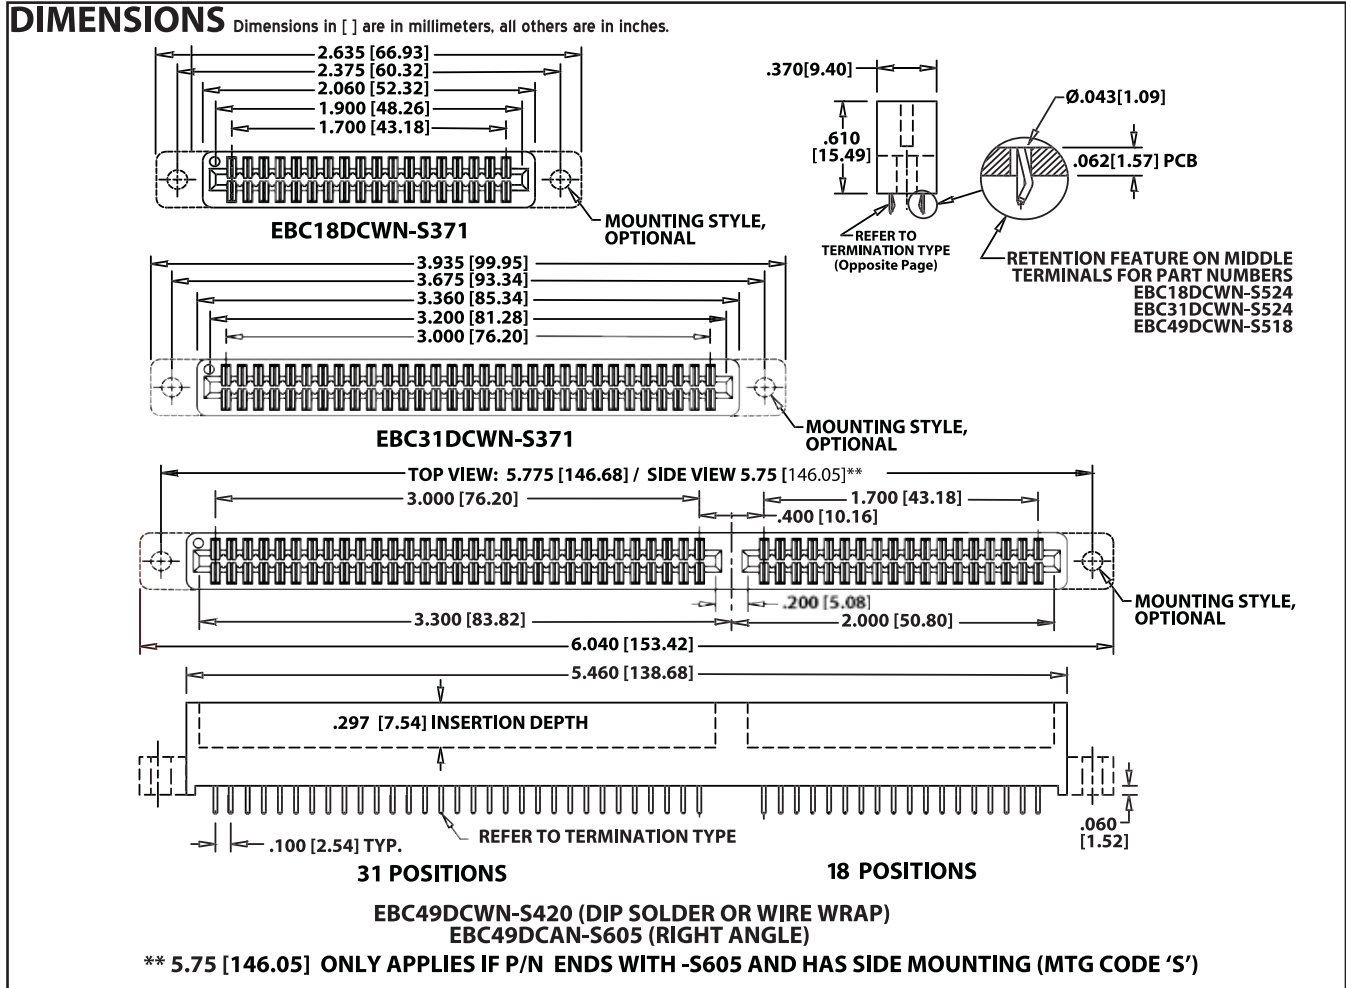 DIMENSIONS Dimensions in [ ] are in millimeters, all others are in inches.
2.635 [66.93]
2.375 [60.32]
2.060 [52.32]
1.900 [48.26]
1.700 [43.18]
EBC18DCWN-S371
MOUNTING STYLE,
OPTIONAL
.370[9.40]
.610
[15.49]
Ø.043[1.09]
.062[1.57] PCB
REFER TO
TERMINATION TYPE
(Opposite Page)
RETENTION FEATURE ON MIDDLE
TERMINALS FOR PART NUMBERS
EBC18DCWN-S524
EBC31DCWN-S524
EBC49DCWN-S518
3.935 [99.95]
3.675 [93.34]
3.360 [85.34]
3.200 [81.28]
3.000 [76.20]
EBC31DCWN-S371
MOUNTING STYLE,
OPTIONAL
TOP VIEW: 5.775 [146.68] / SIDE VIEW 5.75 [146.05]**
3.000 [76.20]
1.700 [43.18]
.400 [10.16]
.200 [5.08]
3.300 [83.82]
2.000 [50.80]
MOUNTING STYLE,
OPTIONAL
6.040 [153.42]
5.460 [138.68]
.297 [7.54] INSERTION DEPTH
.100 [2.54] TYP.
REFER TO TERMINATION TYPE
.060
[1.52]
31 POSITIONS
18 POSITIONS
EBC49DCWN-S420 (DIP SOLDER OR WIRE WRAP)
EBC49DCAN-S605 (RIGHT ANGLE)
** 5.75 [146.05] ONLY APPLIES IF P/N ENDS WITH -S605 AND HAS SIDE MOUNTING (MTG CODE ‘S’)